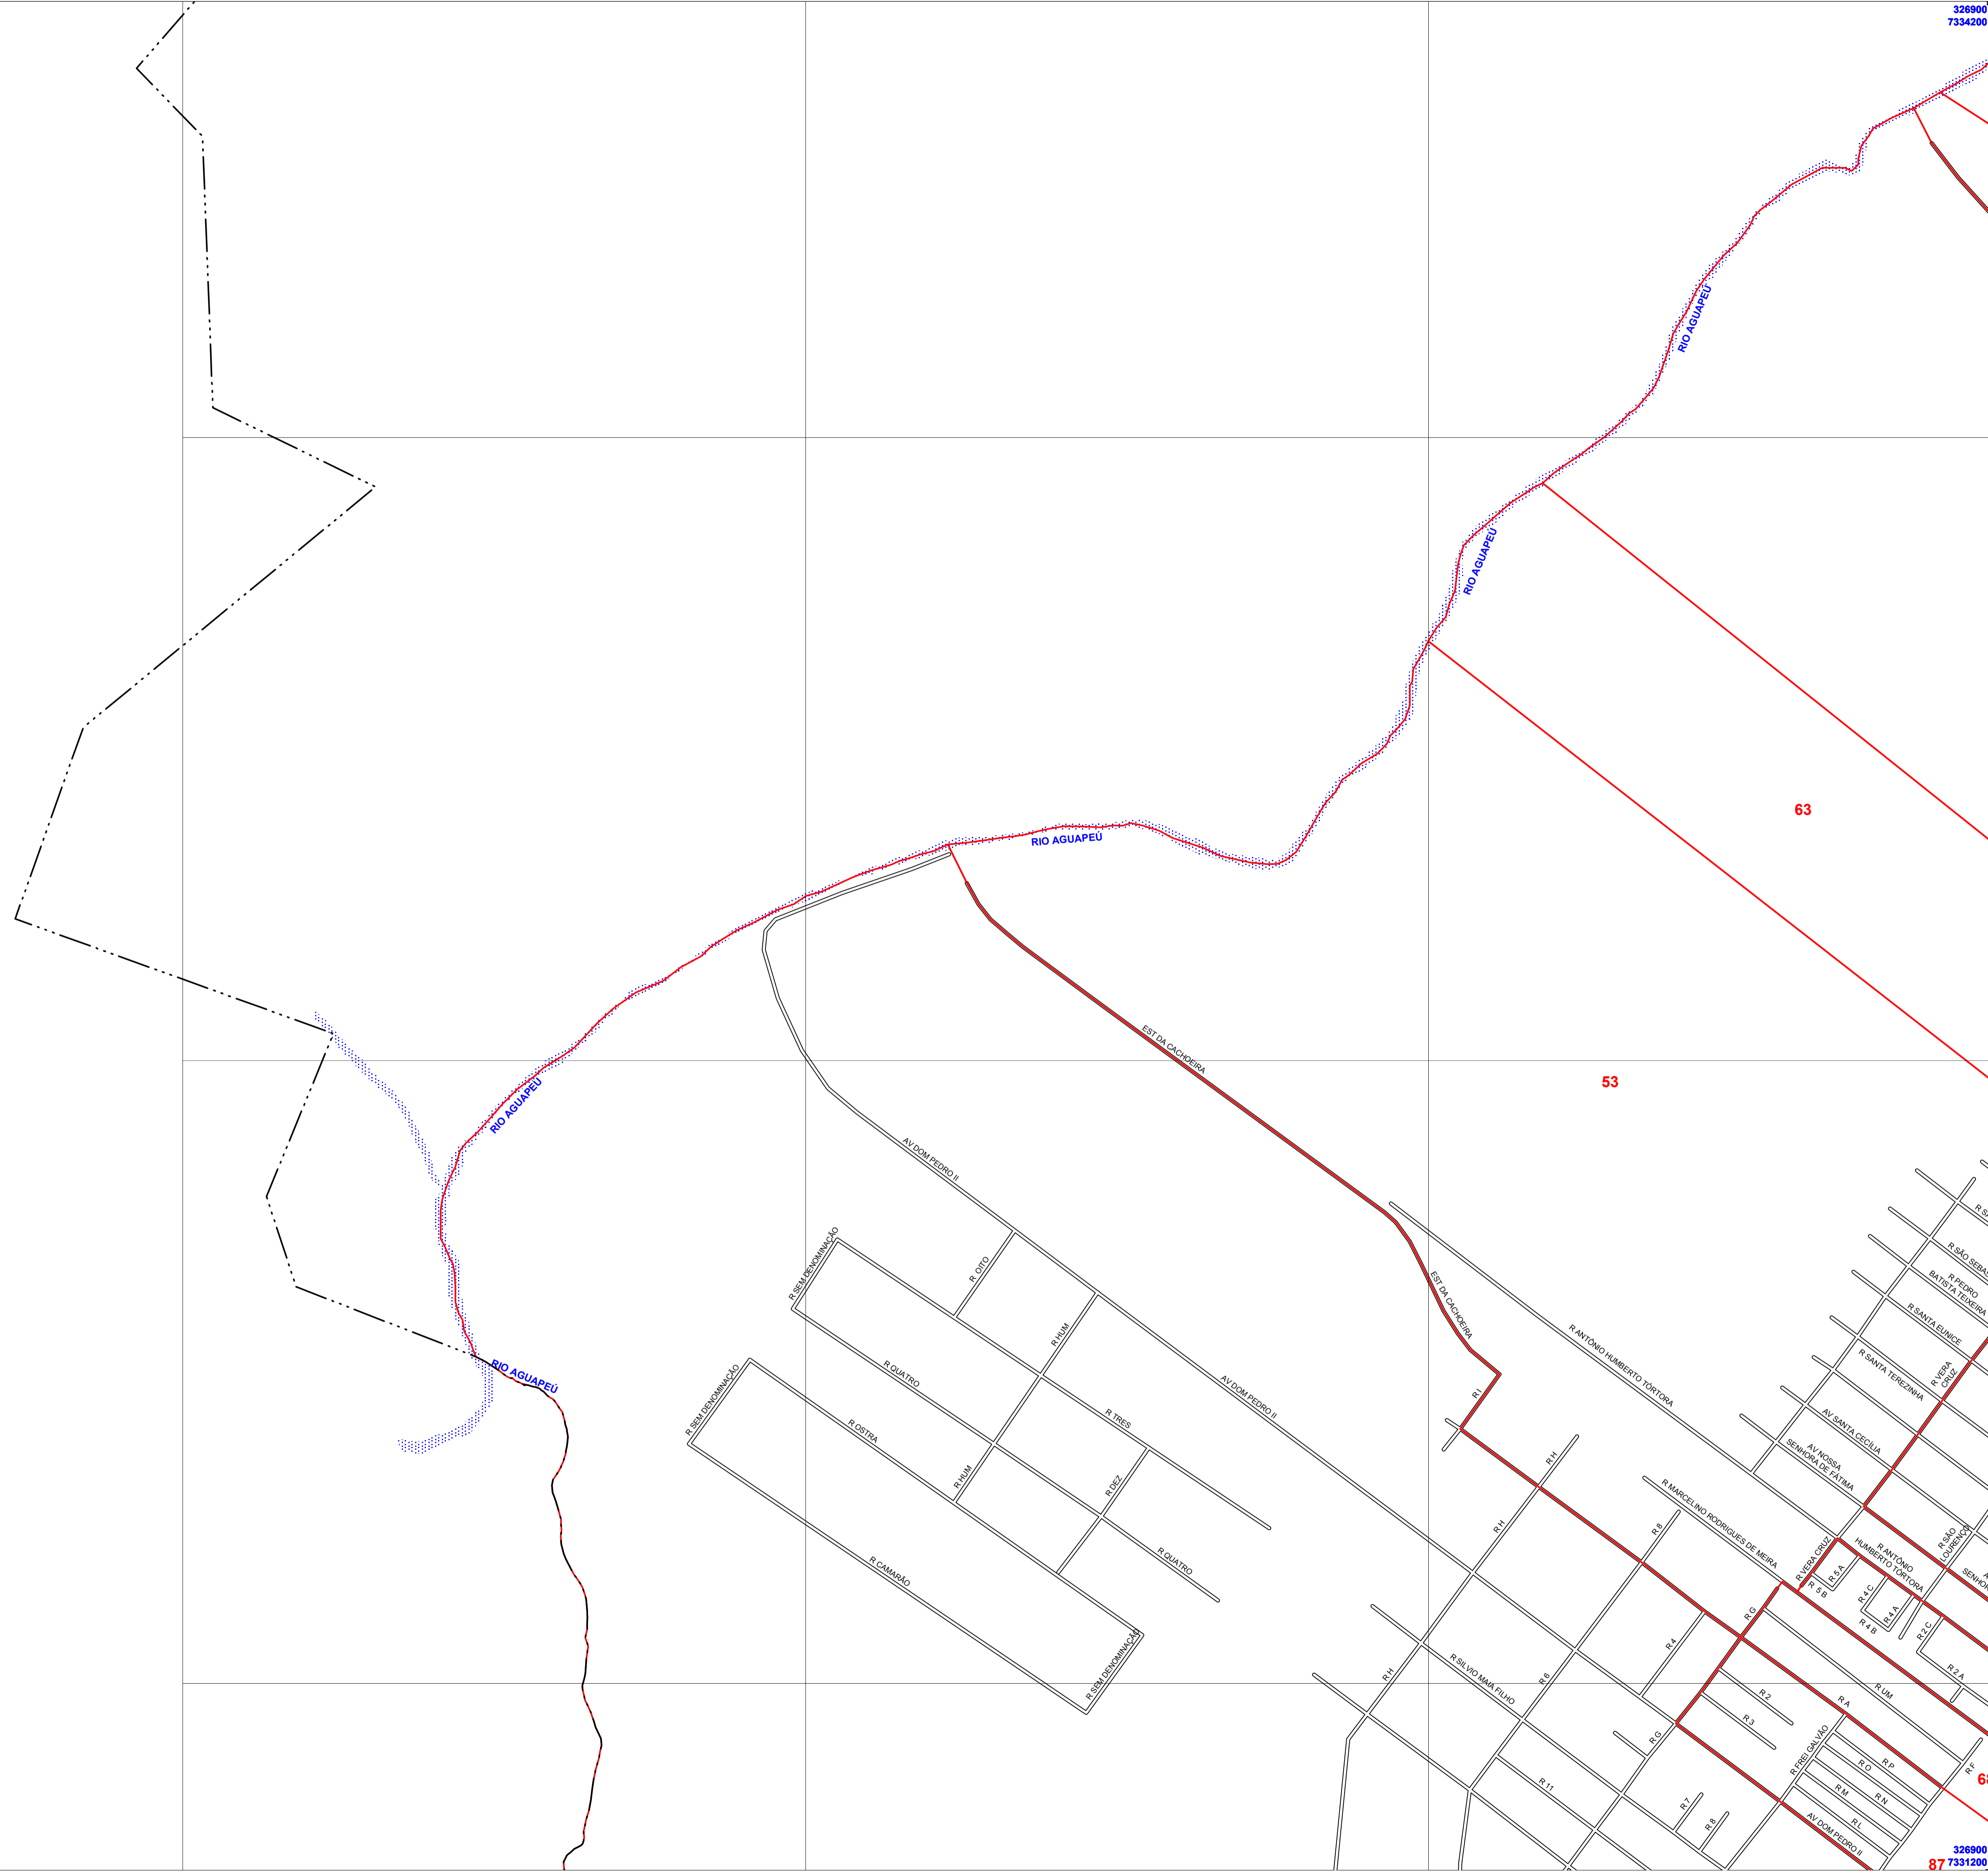 326900
7334200
RIO AGUAPEÚ
RIO AGUAPEÚ
63
RIO AGUAPEÚ
EST DA CACHOEIRA
53
RIO AGUAPEÚ
AV DOM PEDRO II
R SEM DENOMINAÇÃO
R OITO
R HUM
EST DA CACHOEIRA
R ANTÔNIO HUMBERTO TÓRTORA
R SÃO SEBAS
R PEDRO
BATISTA TEIXEIRA
R SANTA EUNICE
R SANTA TEREZINHA
R VERA
CRUZ
RIO AGUAPEÚ
R SEM DENOMINAÇÃO
R QUATRO
AV DOM PEDRO II
R I
R OSTRA
R TRES
AV SANTA CECÍLIA
AV NOSSA
SENHORA DE FÁTIMA
R HUM
R DEZ
R H
R MARCELINO RODRIGUES DE MEIRA
R H
R 8
R CAMARÃO
R QUATRO
R VERA CRUZ
R SÃO
LOURENÇO
R ANTÔNIO
HUMBERTO TÓRTORA
SENHOR
R 5 A
R 5 B
R 4 C
R 4 A
R 4 B
R 2 C
R 2 A
R G
R 4
R SEM DENOMINAÇÃO
R H
R SILVIO MAIA FILHO
R 6
R UM
R 2
R A
R 3
R G
R FREI GALVÃO
R P
R O
R N
R M
R L
R F
68
R 11
R 7
R 8
AV DOM PEDRO II
326900
87 7331200